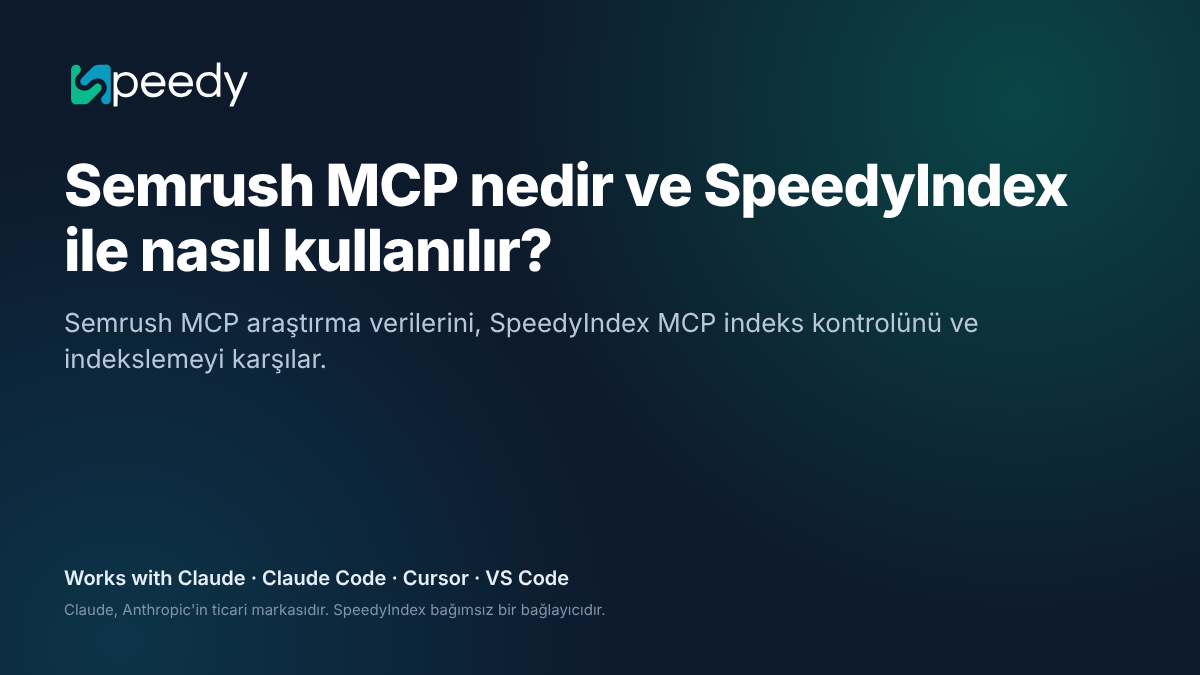 Speedy
Semrush MCP nedir ve SpeedyIndex
ile nasıl kullanılır?
Semrush MCP araştırma verilerini, SpeedyIndex MCP indeks kontrolünü ve
indekslemeyi karşılar.
Works with Claude · Claude Code · Cursor · VS Code
Claude, Anthropic'in ticari markasıdır. SpeedyIndex bağımsız bir bağlayıcıdır.